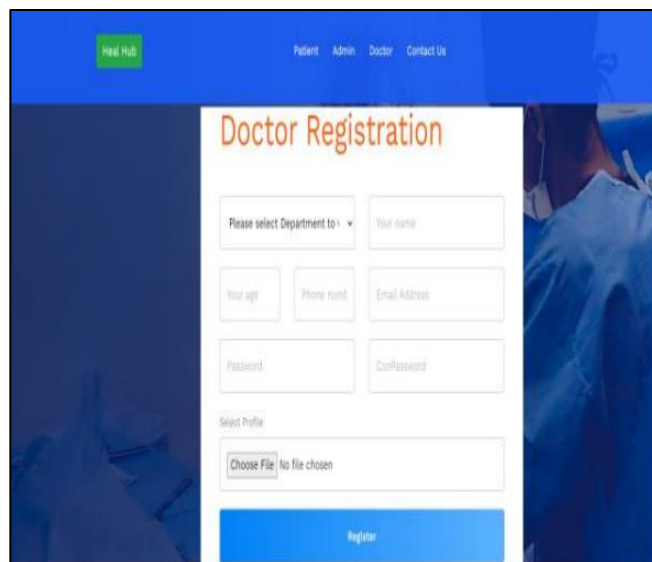 Heal Hub Patient Admin Doctor Contact Us
Doctor Registration
Please select Department to Your name
Your age Phone numb Email Address
Password ConPassword
Select Profile
Choose File No file chosen
Register